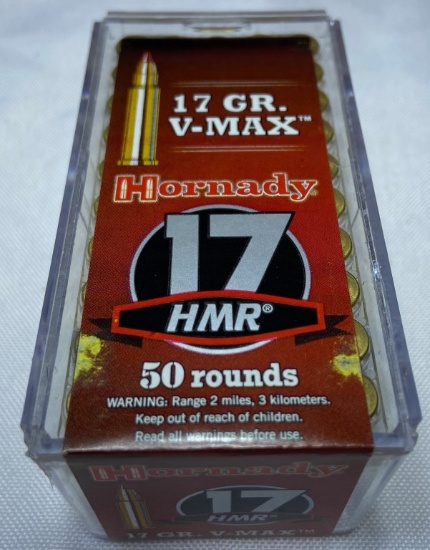 17 GR.
V-MAX™
Hornady
17
HMR®
50 rounds
WARNING: Range 2 miles, 3 kilometers.
Keep out of reach of children.
Read all warnings before use.
Hornady
17
HMR
17 GR. V-MAX™